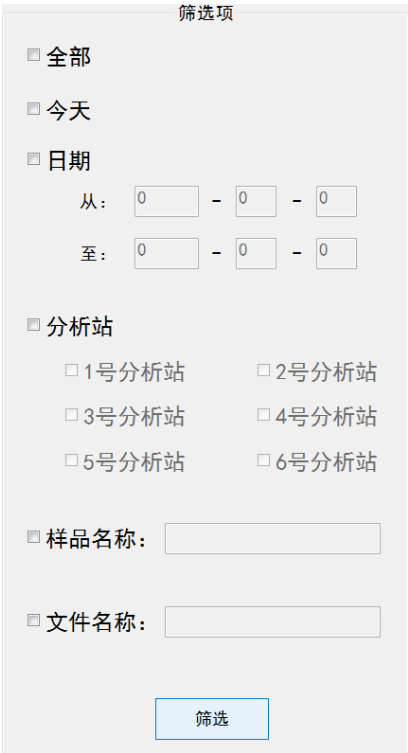 筛选项
全部
今天
日期
从: 0 - 0 - 0
至: 0 - 0 - 0
分析站
1号分析站 2号分析站
3号分析站 4号分析站
5号分析站 6号分析站
样品名称:
文件名称:
筛选